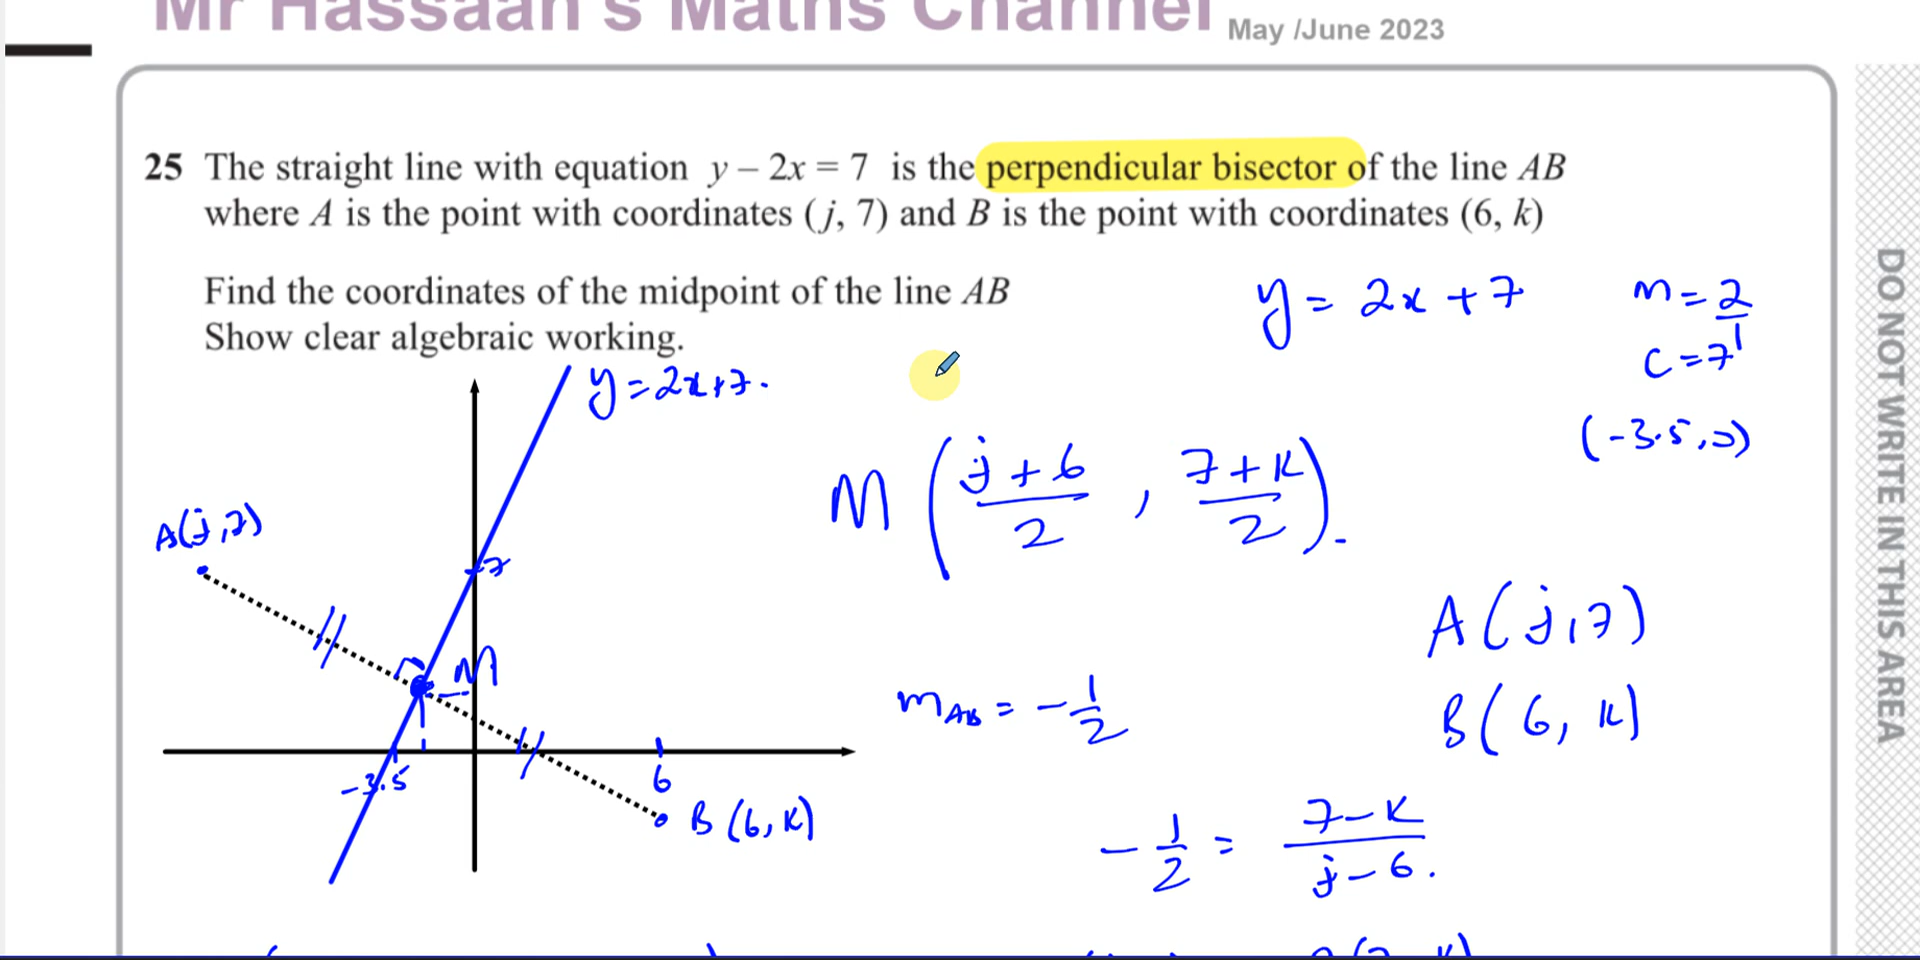 Mr Hassaan's Maths Channel
May /June 2023
25 The straight line with equation y – 2x = 7 is the perpendicular bisector of the line AB
where A is the point with coordinates (j, 7) and B is the point with coordinates (6, k)
Find the coordinates of the midpoint of the line AB
Show clear algebraic working.
y = 2x + 7
m = 2/1
c = 7
(-3.5, 0)
y = 2x+7.
M ( (j+6)/2 , (7+k)/2 ).
A(j,7)
7
M
-3.5
6
B (6, k)
A(j,7)
B(6, k)
m_AB = -1/2
-1/2 = (7-k)/(j-6).
DO NOT WRITE IN THIS AREA